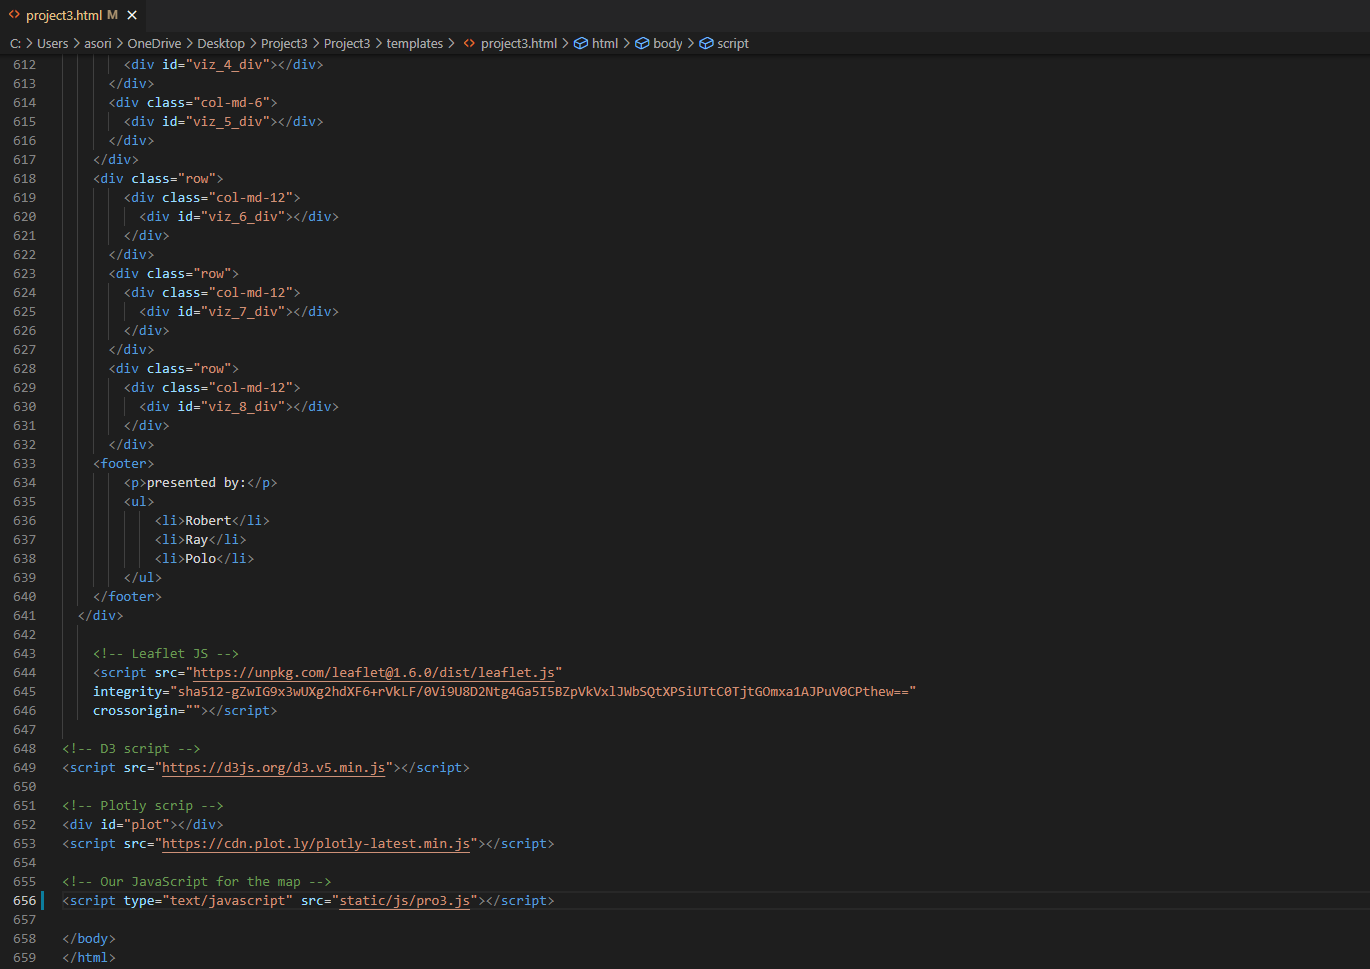 project3.html M ×
C: > Users > asori > OneDrive > Desktop > Project3 > Project3 > templates > project3.html > html > body > script
612 <div id="viz_4_div"></div>
613 </div>
614 <div class="col-md-6">
615 <div id="viz_5_div"></div>
616 </div>
617 </div>
618 <div class="row">
619 <div class="col-md-12">
620 <div id="viz_6_div"></div>
621 </div>
622 </div>
623 <div class="row">
624 <div class="col-md-12">
625 <div id="viz_7_div"></div>
626 </div>
627 </div>
628 <div class="row">
629 <div class="col-md-12">
630 <div id="viz_8_div"></div>
631 </div>
632 </div>
633 <footer>
634 <p>presented by:</p>
635 <ul>
636 <li>Robert</li>
637 <li>Ray</li>
638 <li>Polo</li>
639 </ul>
640 </footer>
641 </div>
642
643 <!-- Leaflet JS -->
644 <script src="https://unpkg.com/leaflet@1.6.0/dist/leaflet.js"
645 integrity="sha512-gZwIG9x3wUXg2hdXF6+rVkLF/0Vi9U8D2Ntg4Ga5I5BZpVkVxlJWbSQtXPSiUTtC0TjtGOmxa1AJPuV0CPthew=="
646 crossorigin=""></script>
647
648 <!-- D3 script -->
649 <script src="https://d3js.org/d3.v5.min.js"></script>
650
651 <!-- Plotly scrip -->
652 <div id="plot"></div>
653 <script src="https://cdn.plot.ly/plotly-latest.min.js"></script>
654
655 <!-- Our JavaScript for the map -->
656 <script type="text/javascript" src="static/js/pro3.js"></script>
657
658 </body>
659 </html>